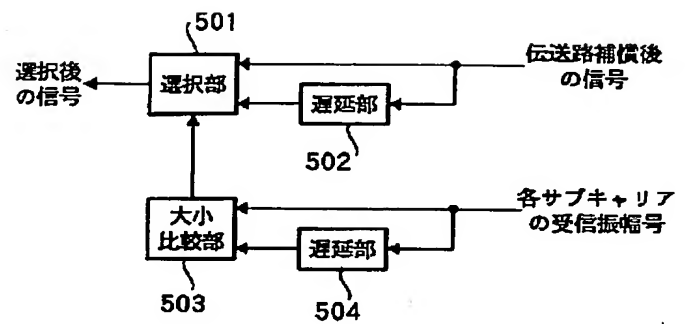 501
選択後
の信号
選択部
伝送路補償後
の信号
遅延部
502
大小
比較部
各サブキャリア
の受信振幅号
遅延部
503
504